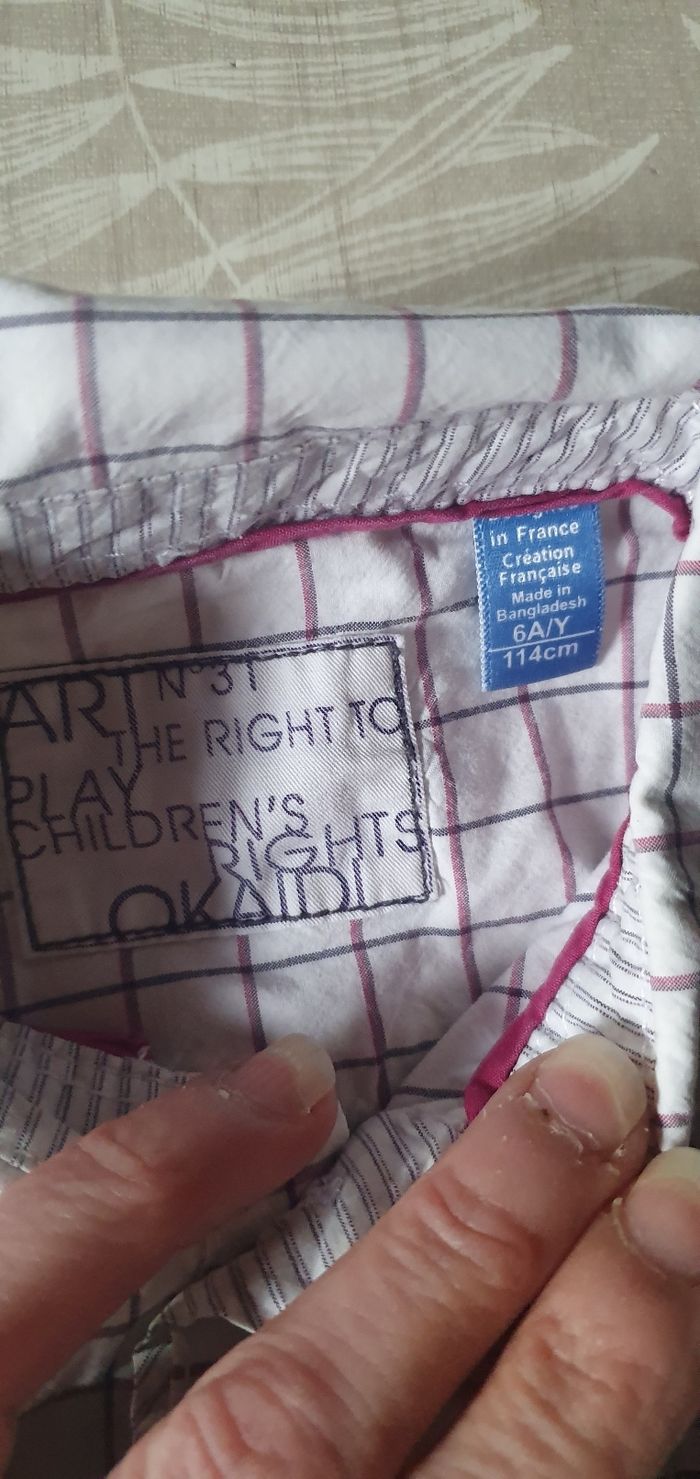 in France
Création
Française
Made in
Bangladesh
6A/Y
114cm
ART N°31
THE RIGHT TO
PLAY
CHILDREN'S
RIGHTS
OKAIDI